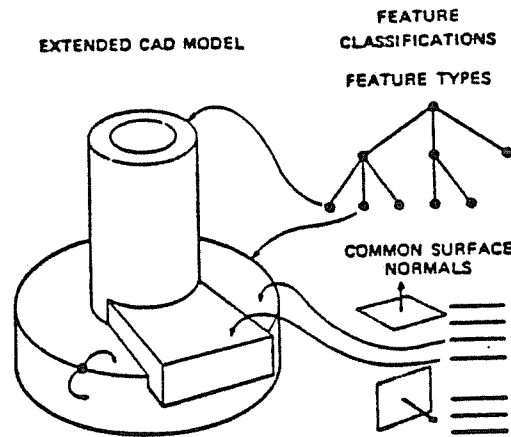 FEATURE
CLASSIFICATIONS
EXTENDED CAD MODEL
FEATURE TYPES
COMMON SURFACE
NORMALS